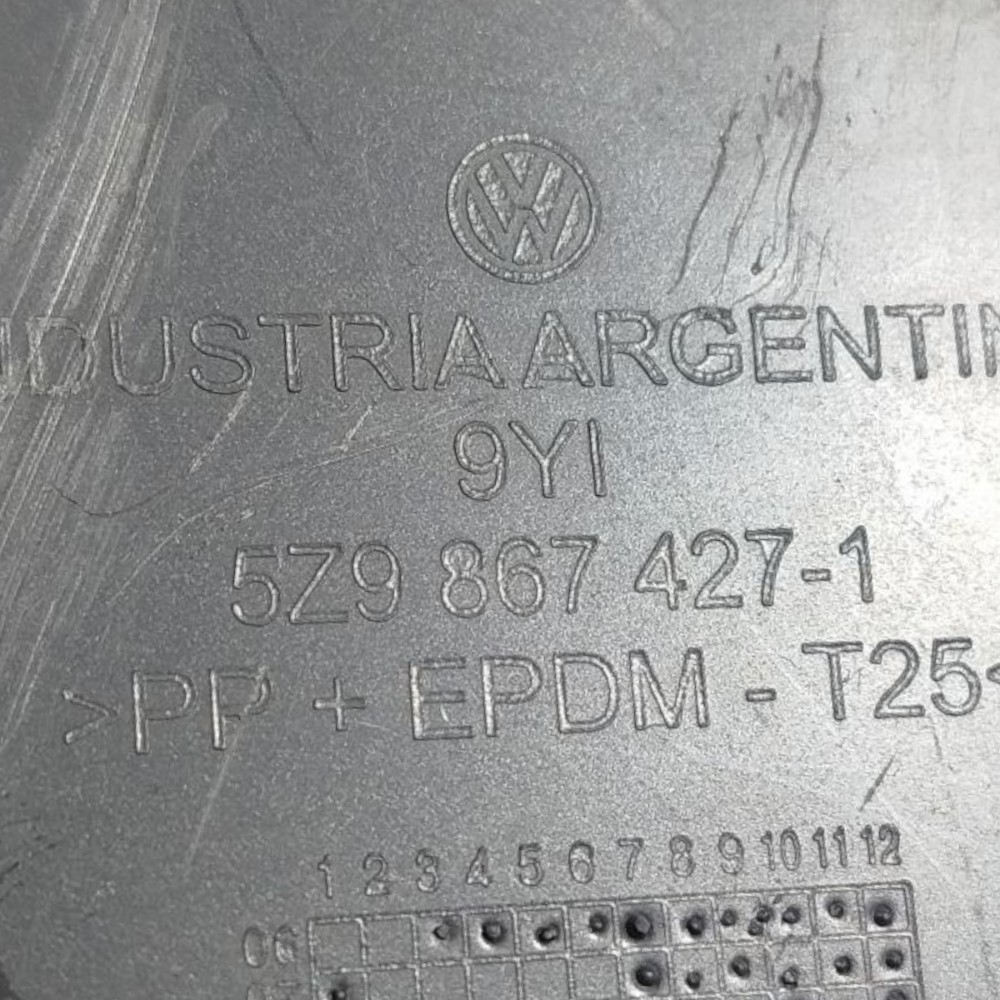 INDUSTRIA ARGENTIN
9YI
5Z9 867 427-1
>PP + EPDM - T25<
1 2 3 4 5 6 7 8 9 10 11 12
06